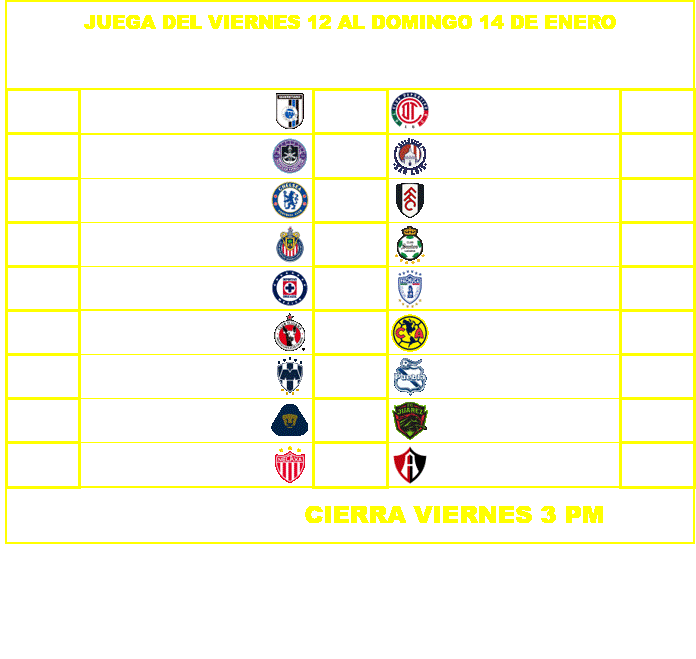 JUEGA DEL VIERNES 12 AL DOMINGO 14 DE ENERO
CIERRA VIERNES 3 PM